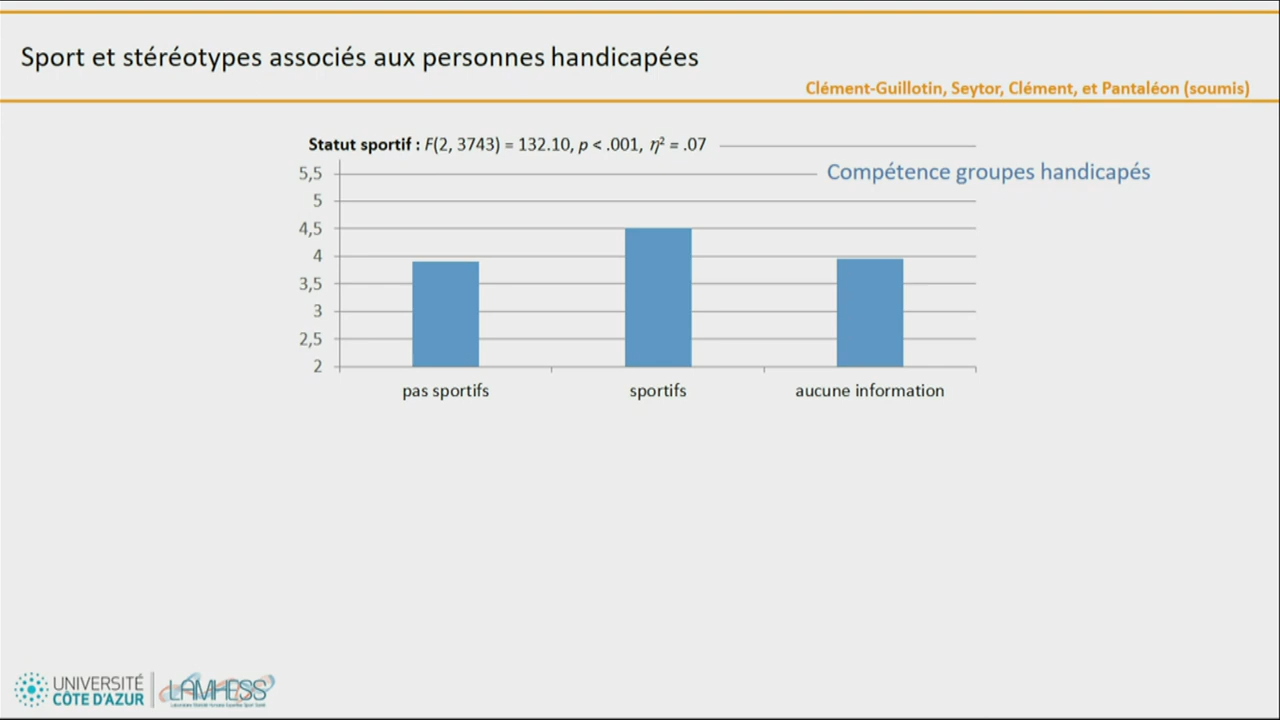 Sport et stéréotypes associés aux personnes handicapées
Clément-Guillotin, Seytor, Clément, et Pantaléon (soumis)
Statut sportif : F(2, 3743) = 132.10, p < .001, η² = .07
Compétence groupes handicapés
5,5
5
4,5
4
3,5
3
2,5
2
pas sportifs
sportifs
aucune information
UNIVERSITÉ
CÔTE D'AZUR
LAMHESS